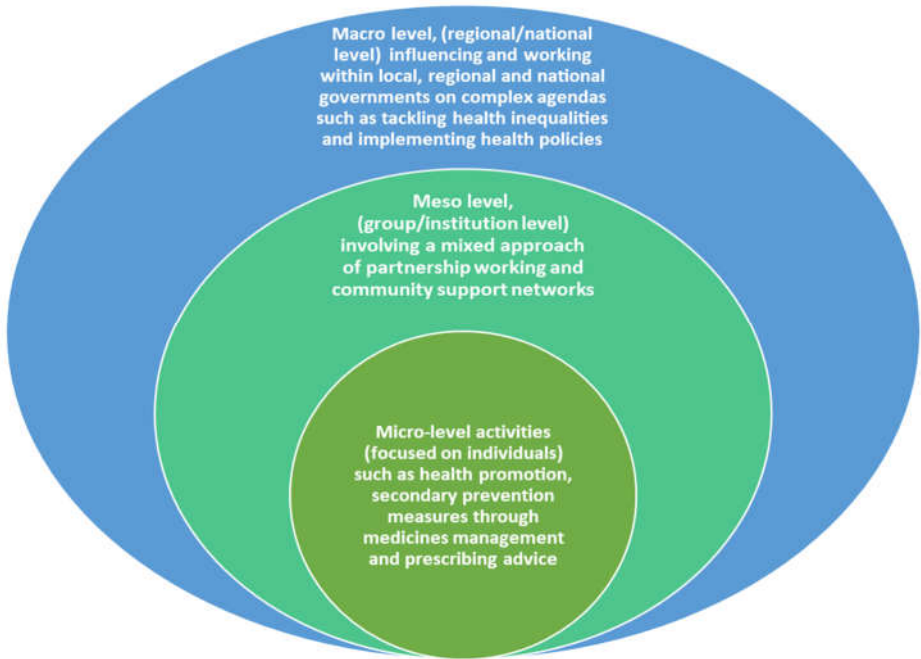 Macro level, (regional/national
level) influencing and working
within local, regional and national
governments on complex agendas
such as tackling health inequalities
and implementing health policies
Meso level,
(group/institution level)
involving a mixed approach
of partnership working and
community support networks
Micro-level activities
(focused on individuals)
such as health promotion,
secondary prevention
measures through
medicines management
and prescribing advice